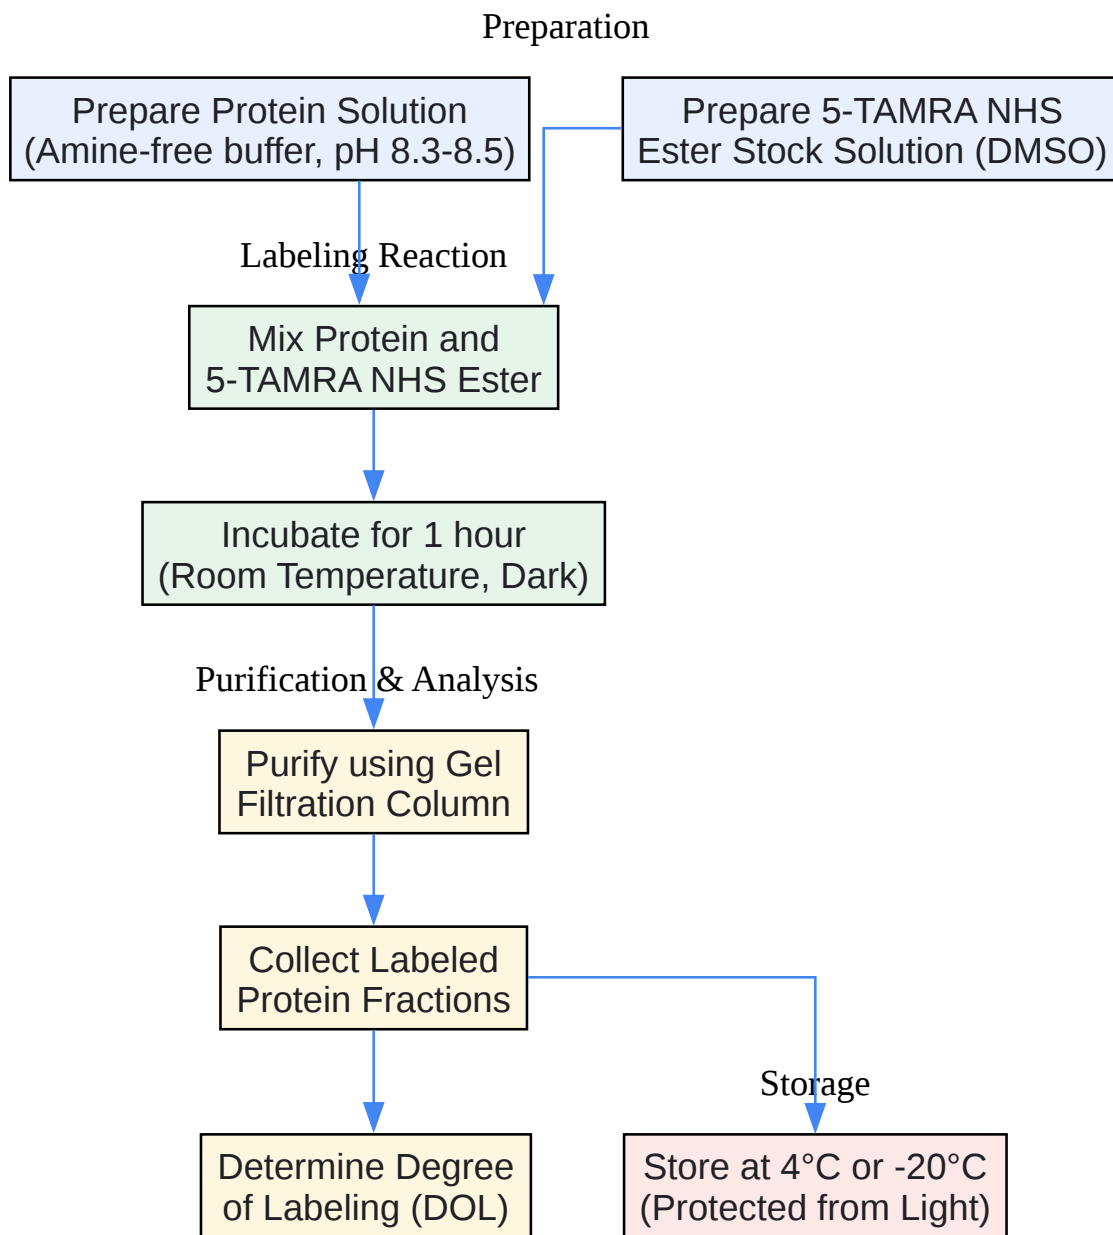 Preparation
Prepare Protein Solution
(Amine-free buffer, pH 8.3-8.5)
Prepare 5-TAMRA NHS
Ester Stock Solution (DMSO)
Labeling Reaction
Mix Protein and
5-TAMRA NHS Ester
Incubate for 1 hour
(Room Temperature, Dark)
Purification & Analysis
Purify using Gel
Filtration Column
Collect Labeled
Protein Fractions
Storage
Determine Degree
of Labeling (DOL)
Store at 4°C or -20°C
(Protected from Light)